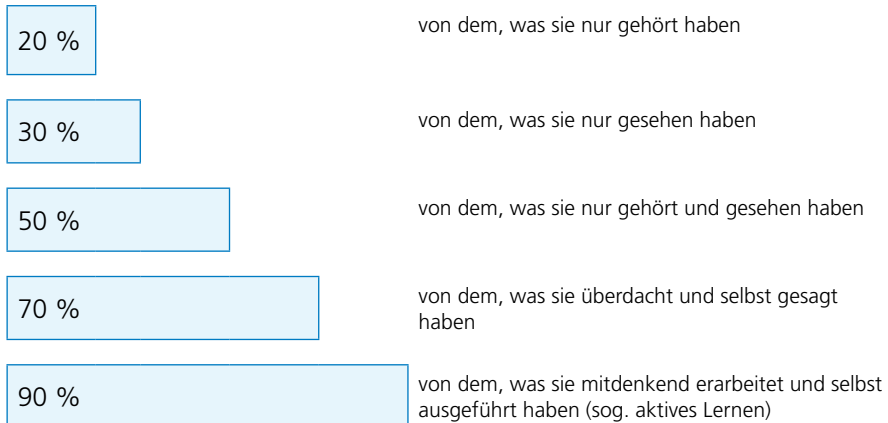 20 %
von dem, was sie nur gehört haben
30 %
von dem, was sie nur gesehen haben
50 %
von dem, was sie nur gehört und gesehen haben
70 %
von dem, was sie überdacht und selbst gesagt
haben
90 %
von dem, was sie mitdenkend erarbeitet und selbst
ausgeführt haben (sog. aktives Lernen)